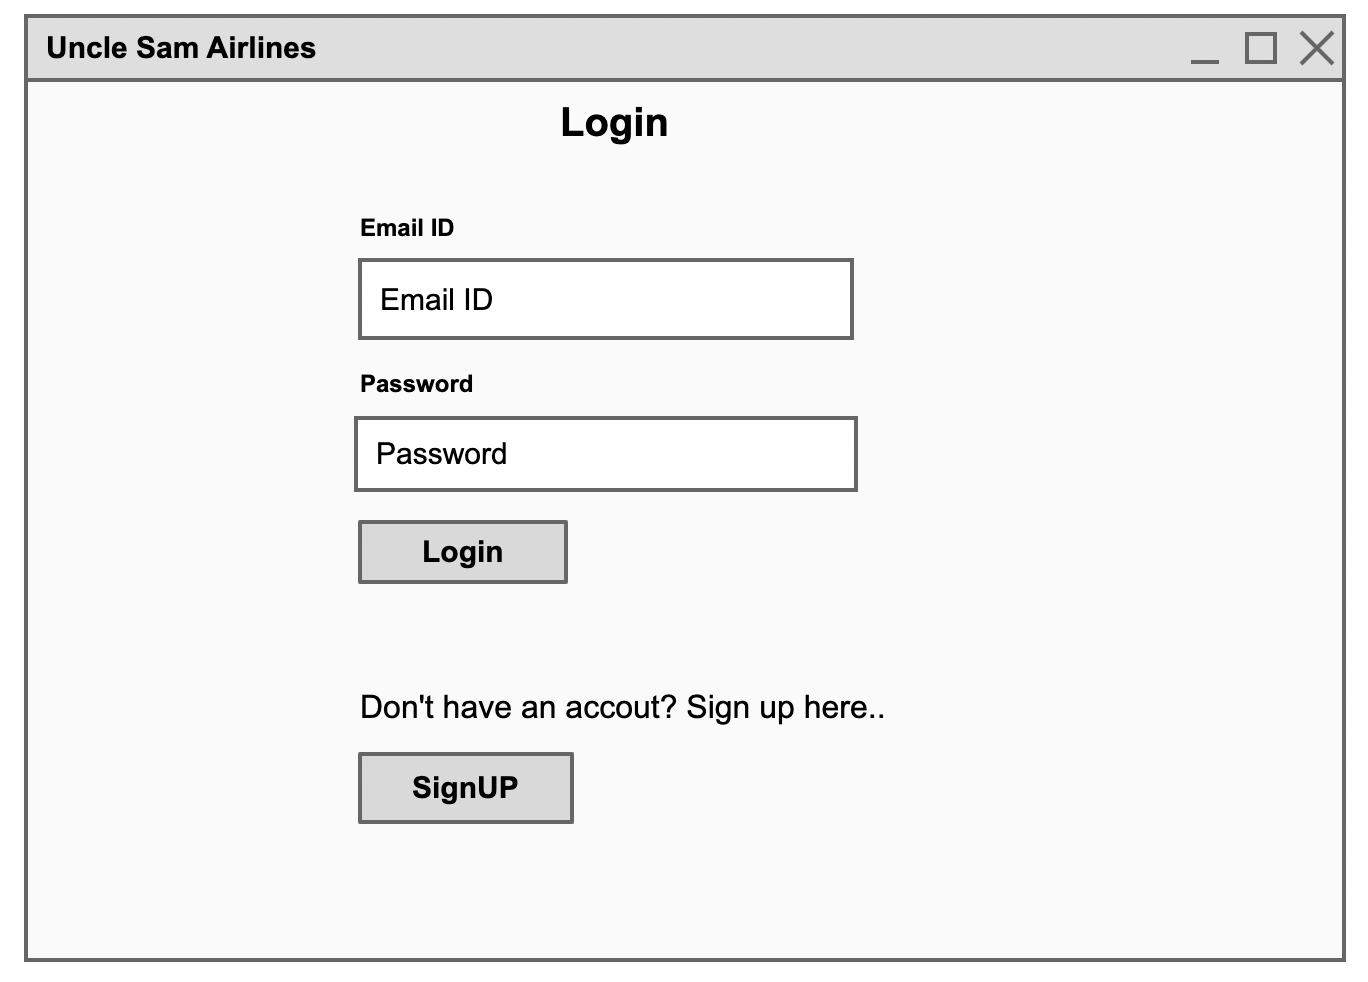 Uncle Sam Airlines
Login
Email ID
Email ID
Password
Password
Login
Don't have an accout? Sign up here..
SignUP